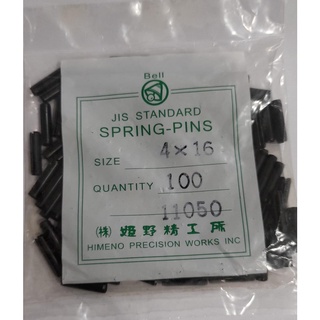 Bell
JIS STANDARD
SPRING-PINS
SIZE 4×16
QUANTITY 100
11050
(株) 姫野精工所
HIMENO PRECISION WORKS INC